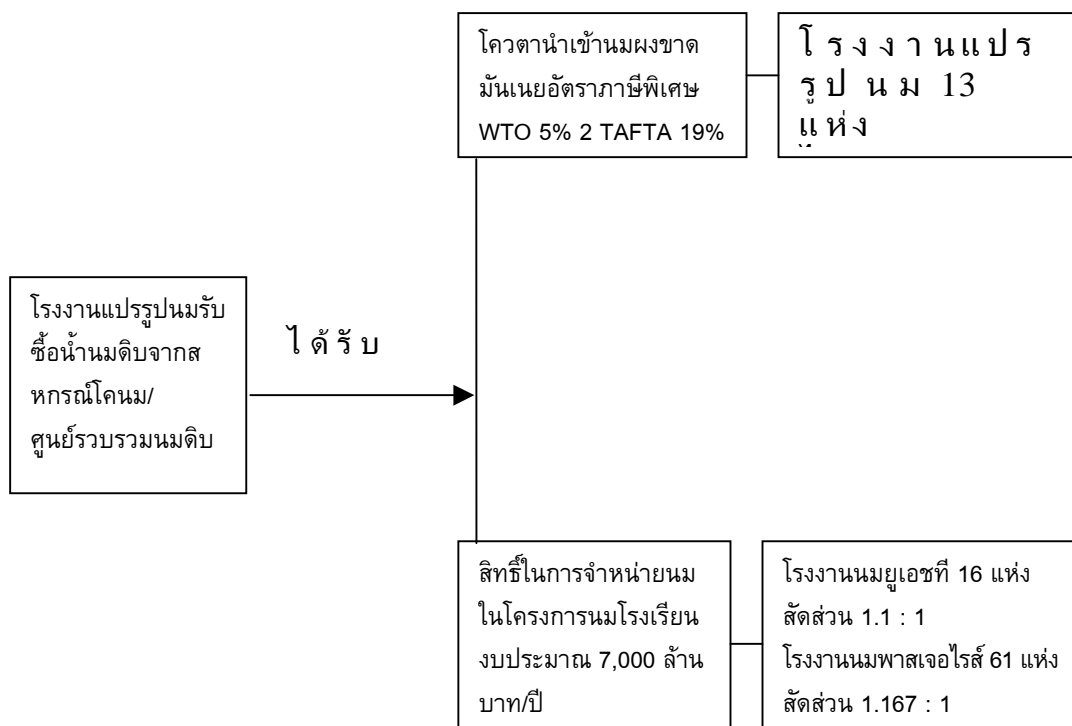 โควตานำเข้านมผงขาด
มันเนยอัตราภาษีพิเศษ
WTO 5% 2 TAFTA 19%
โรงงานแปร
รูปนม 13
แห่ง
โรงงานแปรรูปนมรับ
ซื้อน้ำนมดิบจากส
หกรณ์โคนม/
ศูนย์รวบรวมนมดิบ
ได้รับ
สิทธิ์ในการจำหน่ายนม
ในโครงการนมโรงเรียน
งบประมาณ 7,000 ล้าน
บาท/ปี
โรงงานนมยูเอชที 16 แห่ง
สัดส่วน 1.1 : 1
โรงงานนมพาสเจอไรส์ 61 แห่ง
สัดส่วน 1.167 : 1